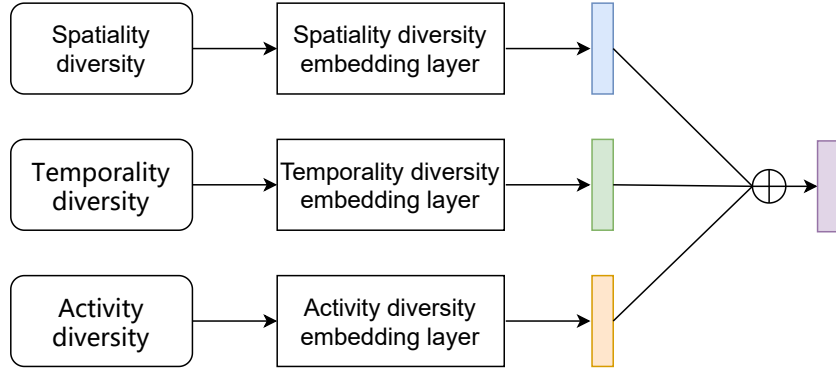 Spatiality
diversity
Spatiality diversity
embedding layer
Temporality
diversity
Temporality diversity
embedding layer
Activity
diversity
Activity diversity
embedding layer